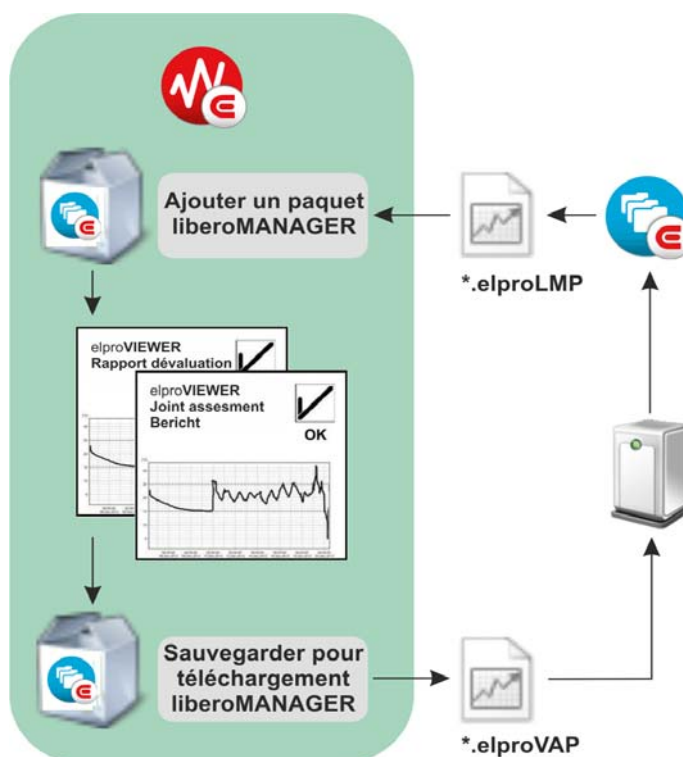 Ajouter un paquet
liberoMANAGER
*.elproLMP
elproVIEWER
Rapport dévaluation
elproVIEWER
Joint assesment
Bericht
OK
Sauvegarder pour
téléchargement
liberoMANAGER
*.elproVAP